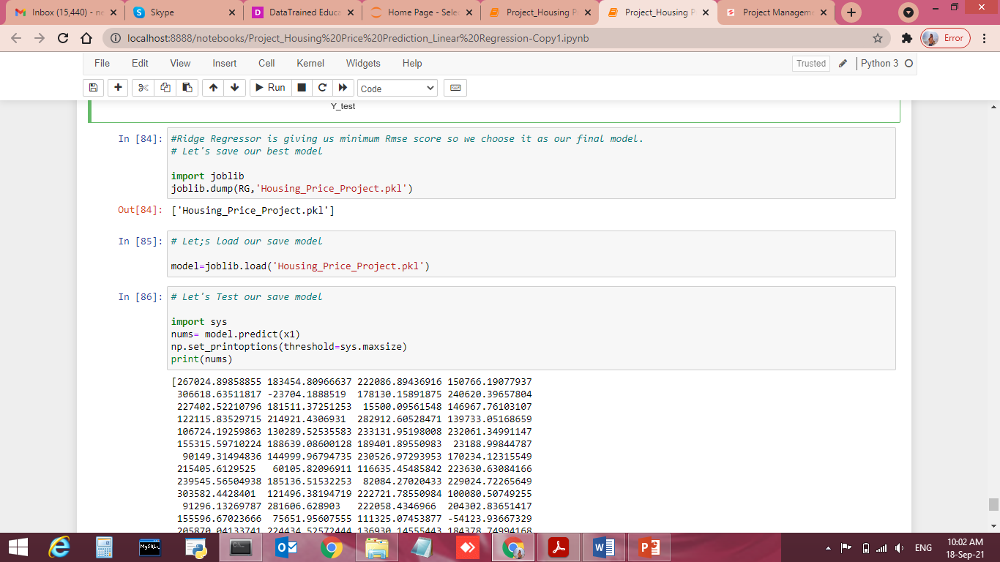 Inbox (15,440) - ne
Skype
DataTrained Educa
Home Page - Selec
Project_Housing P
Project_Housing P
Project Manageme
localhost:8888/notebooks/Project_Housing%20Price%20Prediction_Linear%20Regression-Copy1.ipynb
Error
File Edit View Insert Cell Kernel Widgets Help
Trusted
Python 3
Run
Code
Y_test
In [84]: #Ridge Regressor is giving us minimum Rmse score so we choose it as our final model.
# Let's save our best model
import joblib
joblib.dump(RG,'Housing_Price_Project.pkl')
Out[84]: ['Housing_Price_Project.pkl']
In [85]: # Let;s load our save model
model=joblib.load('Housing_Price_Project.pkl')
In [86]: # Let's Test our save model
import sys
nums= model.predict(x1)
np.set_printoptions(threshold=sys.maxsize)
print(nums)
[267024.89858855 183454.80966637 222086.89436916 150766.19077937
306618.63511817 -23704.1888519 178130.15891875 240620.39657804
227402.52210796 181511.37251253 15500.09561548 146967.76103107
122115.83529715 214921.4306931 282912.60528471 139733.05168659
106724.19259863 130289.52535583 233131.95198008 232061.34991147
155315.59710224 188639.08600128 189401.89550983 23188.99844787
90149.31494836 144999.96794735 230526.97293953 170234.12315549
215405.6129525 60105.82096911 116635.45485842 223630.63084166
239545.56504938 185136.51532253 82084.27020433 229024.72265649
303582.4428401 121496.38194719 222721.78550984 100080.50749255
91296.13269787 281606.628903 222058.4346966 204302.83651417
155596.67023666 75651.95607555 111325.07453877 -54123.93667329
205870.04133741 224434.52572444 136930.14555443 184378.74994168
MySQL
ENG
10:02 AM
18-Sep-21